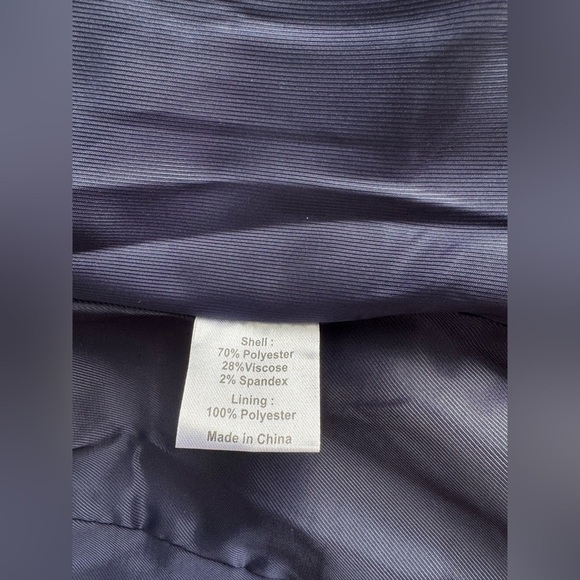 Shell :
70% Polyester
28%Viscose
2% Spandex
Lining :
100% Polyester
Made in China